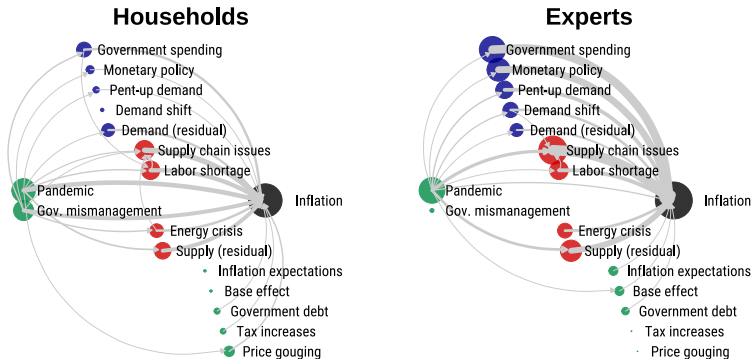 Households
Government spending
Monetary policy
Pent-up demand
Demand shift
Demand (residual)
Supply chain issues
Labor shortage
Pandemic
Gov. mismanagement
Inflation
Energy crisis
Supply (residual)
Inflation expectations
Base effect
Government debt
Tax increases
Price gouging
Experts
Government spending
Monetary policy
Pent-up demand
Demand shift
Demand (residual)
Supply chain issues
Labor shortage
Pandemic
Gov. mismanagement
Inflation
Energy crisis
Supply (residual)
Inflation expectations
Base effect
Government debt
Tax increases
Price gouging